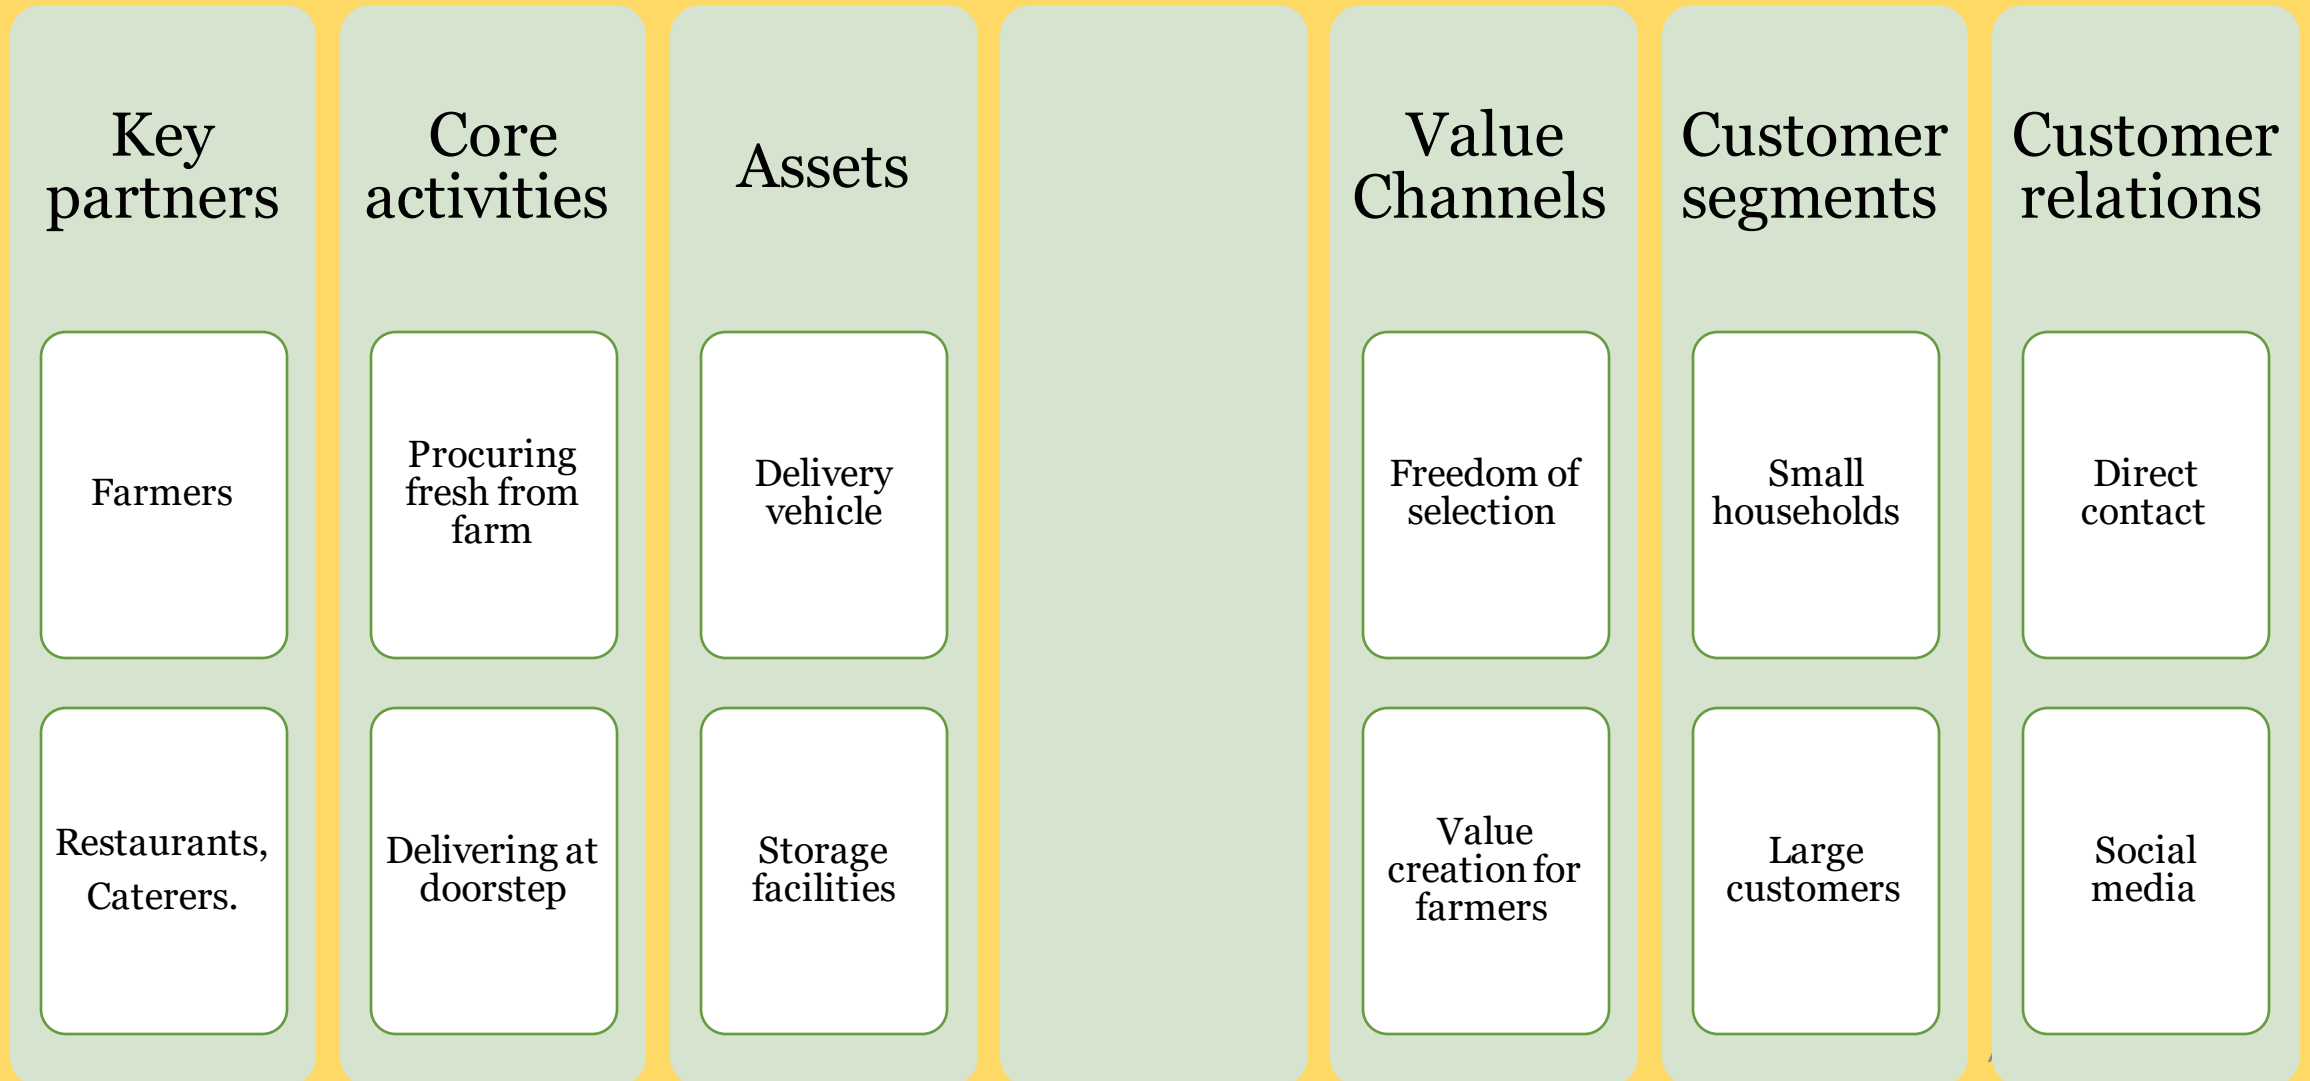 Key
partners
Farmers
Restaurants,
Caterers.
Core
activities
Procuring
fresh from
farm
Delivering at
doorstep
Assets
Delivery
vehicle
Storage
facilities
Value
Channels
Freedom of
selection
Value
creation for
farmers
Customer
segments
Small
households
Large
customers
Customer
relations
Direct
contact
Social
media